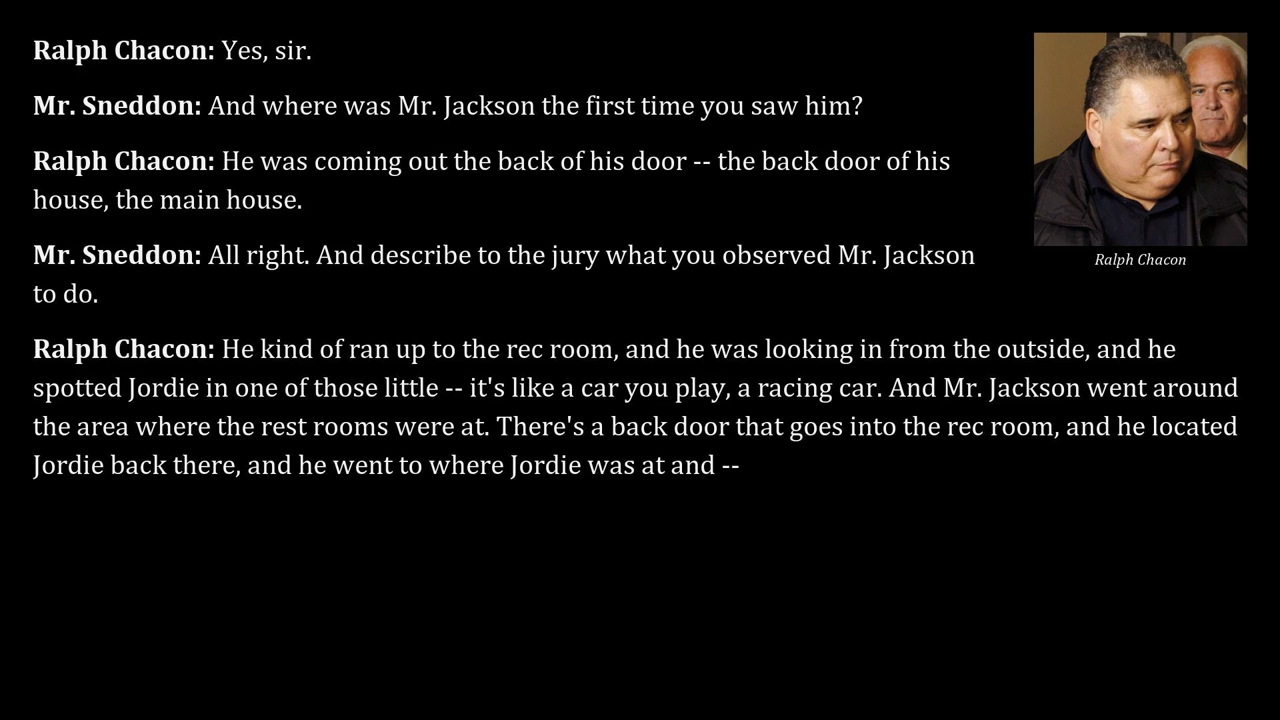 Ralph Chacon: Yes, sir.
Mr. Sneddon: And where was Mr. Jackson the first time you saw him?
Ralph Chacon: He was coming out the back of his door -- the back door of his
house, the main house.
Mr. Sneddon: All right. And describe to the jury what you observed Mr. Jackson
to do.
Ralph Chacon
Ralph Chacon: He kind of ran up to the rec room, and he was looking in from the outside, and he
spotted Jordie in one of those little -- it's like a car you play, a racing car. And Mr. Jackson went around
the area where the rest rooms were at. There's a back door that goes into the rec room, and he located
Jordie back there, and he went to where Jordie was at and --